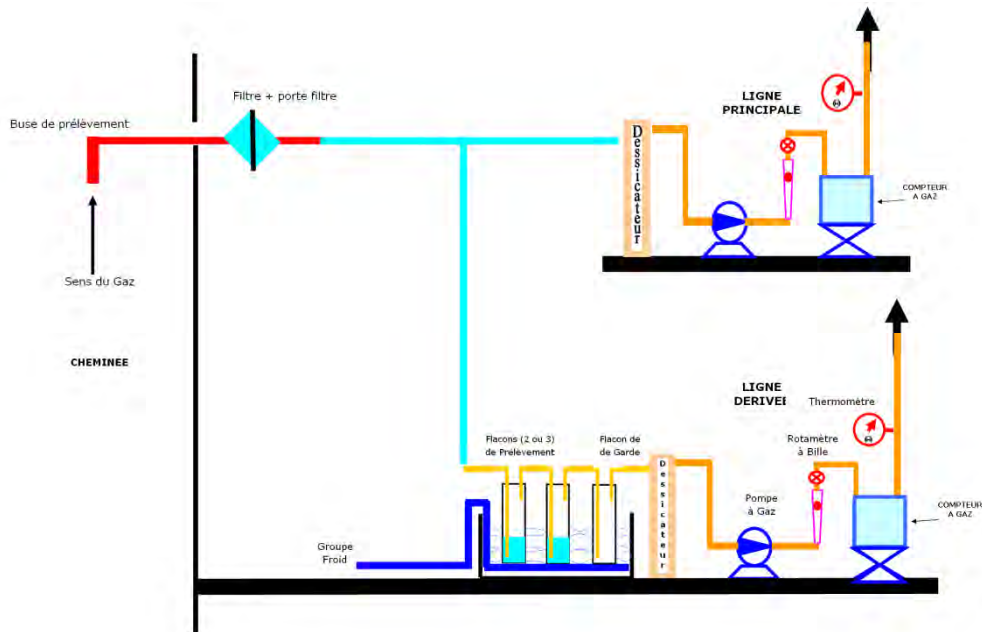 Buse de prélèvement
Filtre + porte filtre
Sens du Gaz
CHEMINEE
LIGNE
PRINCIPALE
Dessicateur
Θ
COMPTEUR
A GAZ
LIGNE
DERIVEE
Thermomètre
Θ
Rotamètre
à Bille
Flacons (2 ou 3)
de Prélèvement
Flacon de
de Garde
Dessicateur
Pompe
à Gaz
COMPTEUR
A GAZ
Groupe
Froid